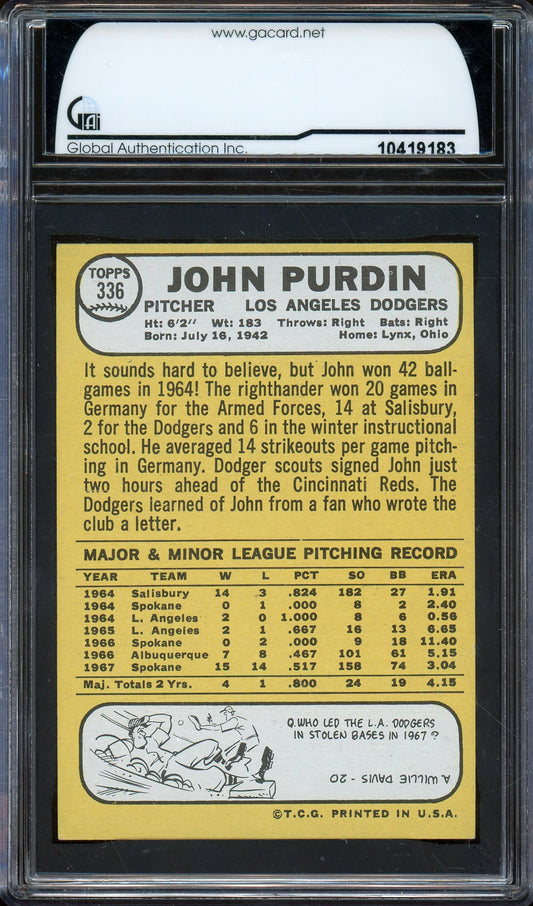 www.gacard.net
GAi
Global Authentication Inc.
10419183
TOPPS
336
JOHN PURDIN
PITCHER LOS ANGELES DODGERS
Ht: 6'2" Wt: 183 Throws: Right Bats: Right
Born: July 16, 1942 Home: Lynx, Ohio
It sounds hard to believe, but John won 42 ball-
games in 1964! The righthander won 20 games in
Germany for the Armed Forces, 14 at Salisbury,
2 for the Dodgers and 6 in the winter instructional
school. He averaged 14 strikeouts per game pitch-
ing in Germany. Dodger scouts signed John just
two hours ahead of the Cincinnati Reds. The
Dodgers learned of John from a fan who wrote the
club a letter.
MAJOR & MINOR LEAGUE PITCHING RECORD
YEAR TEAM W L PCT SO BB ERA
1964 Salisbury 14 3 .824 182 27 1.91
1964 Spokane 0 1 .000 8 2 2.40
1964 L. Angeles 2 0 1.000 8 6 0.56
1965 L. Angeles 2 1 .667 16 13 6.65
1966 Spokane 0 2 .000 9 18 11.40
1966 Albuquerque 7 8 .467 101 61 5.15
1967 Spokane 15 14 .517 158 74 3.04
Maj. Totals 2 Yrs. 4 1 .800 24 19 4.15
Q. WHO LED THE L.A. DODGERS
IN STOLEN BASES IN 1967?
A. WILLIE DAVIS - 20
©T.C.G. PRINTED IN U.S.A.